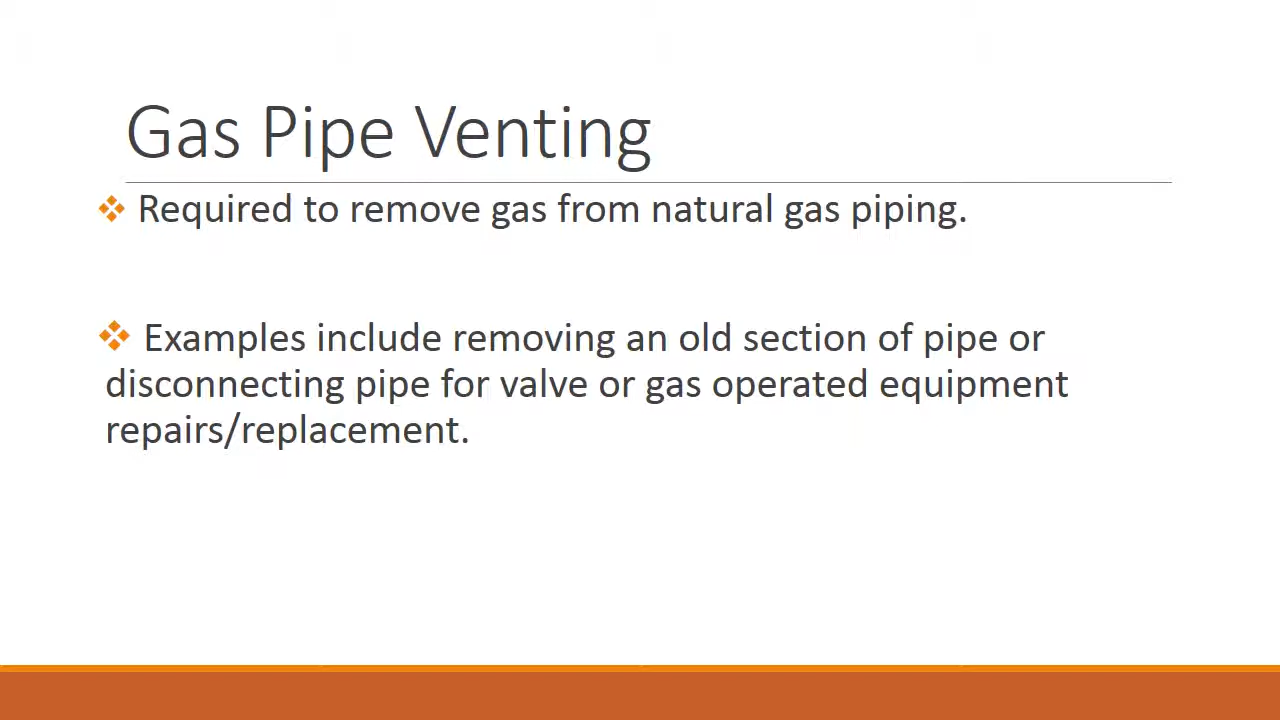 Gas Pipe Venting
❖ Required to remove gas from natural gas piping.
❖ Examples include removing an old section of pipe or
disconnecting pipe for valve or gas operated equipment
repairs/replacement.